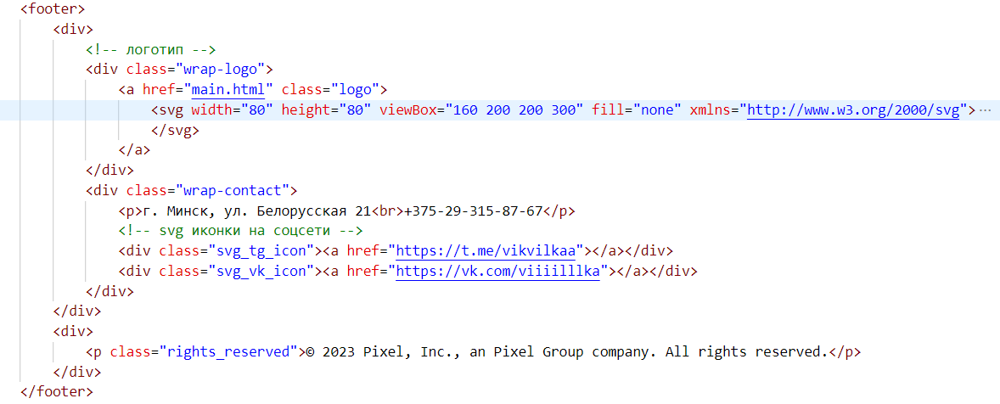 <footer>
<div>
<!-- логотип -->
<div class="wrap-logo">
<a href="main.html" class="logo">
<svg width="80" height="80" viewBox="160 200 200 300" fill="none" xmlns="http://www.w3.org/2000/svg">…
</svg>
</a>
</div>
<div class="wrap-contact">
<p>г. Минск, ул. Белорусская 21<br>+375-29-315-87-67</p>
<!-- svg иконки на соцсети -->
<div class="svg_tg_icon"><a href="https://t.me/vikvilkaa"></a></div>
<div class="svg_vk_icon"><a href="https://vk.com/viiiilllka"></a></div>
</div>
</div>
<div>
<p class="rights_reserved">© 2023 Pixel, Inc., an Pixel Group company. All rights reserved.</p>
</div>
</footer>